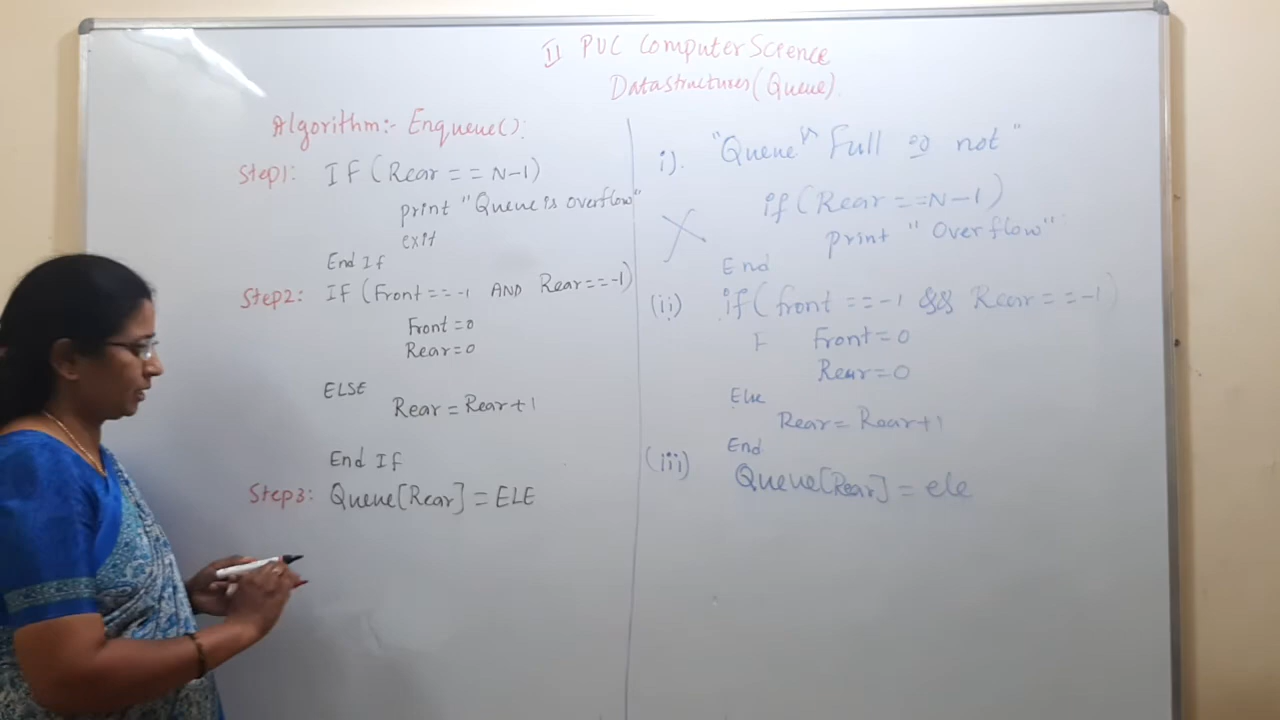 II PUC Computer Science
Datastructures (Queue).
Algorithm:- Enqueue():
Step1: IF (Rear == N-1)
print "Queue is overflow"
exit
End If
Step2: IF (Front == -1 AND Rear == -1)
Front = 0
Rear = 0
ELSE
Rear = Rear + 1
End IF
Step3: Queue[Rear] = ELE
i). "Queue" Full or not"
if (Rear == N-1)
print "Overflow"
End
(ii) if (front == -1 && Rear == -1)
F Front = 0
Rear = 0
Else
Rear = Rear + 1
End
(iii) Queue[Rear] = ele